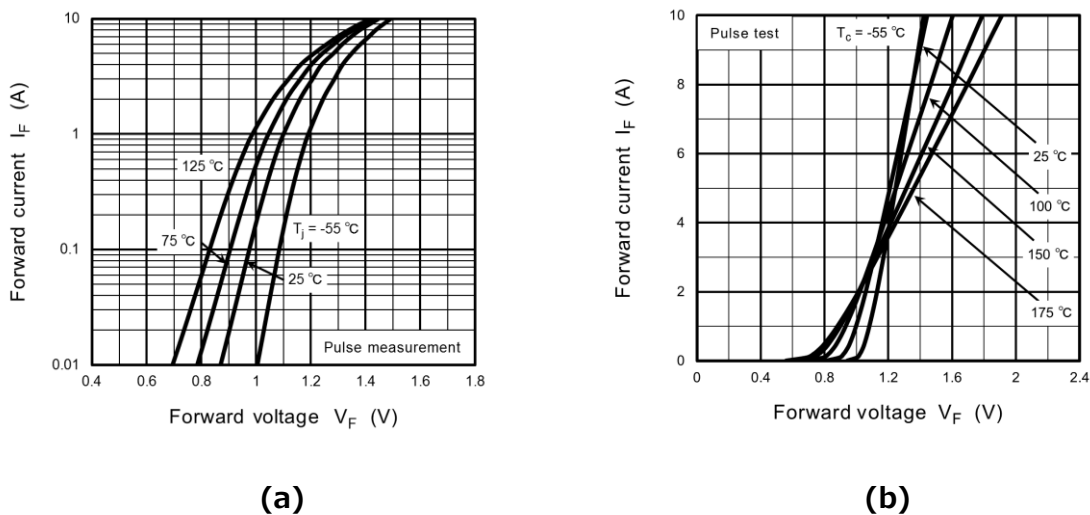 10
1
0.1
0.01
Forward current I_F (A)
125 °C
75 °C
T_j = -55 °C
25 °C
Pulse measurement
0.4 0.6 0.8 1 1.2 1.4 1.6 1.8
Forward voltage V_F (V)
(a)
10
8
6
4
2
0
Forward current I_F (A)
Pulse test
T_c = -55 °C
25 °C
100 °C
150 °C
175 °C
0 0.4 0.8 1.2 1.6 2 2.4
Forward voltage V_F (V)
(b)